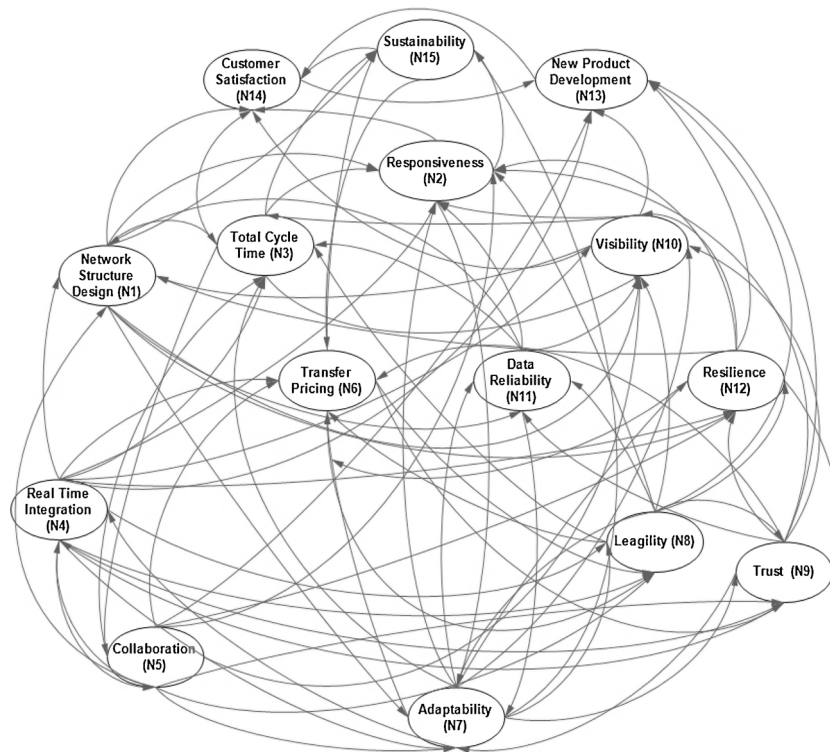 Sustainability
(N15)
Customer
Satisfaction
(N14)
New Product
Development
(N13)
Responsiveness
(N2)
Total Cycle
Time (N3)
Visibility (N10)
Network
Structure
Design (N1)
Transfer
Pricing (N6)
Data
Reliability
(N11)
Resilience
(N12)
Real Time
Integration
(N4)
Leagility (N8)
Trust (N9)
Collaboration
(N5)
Adaptability
(N7)